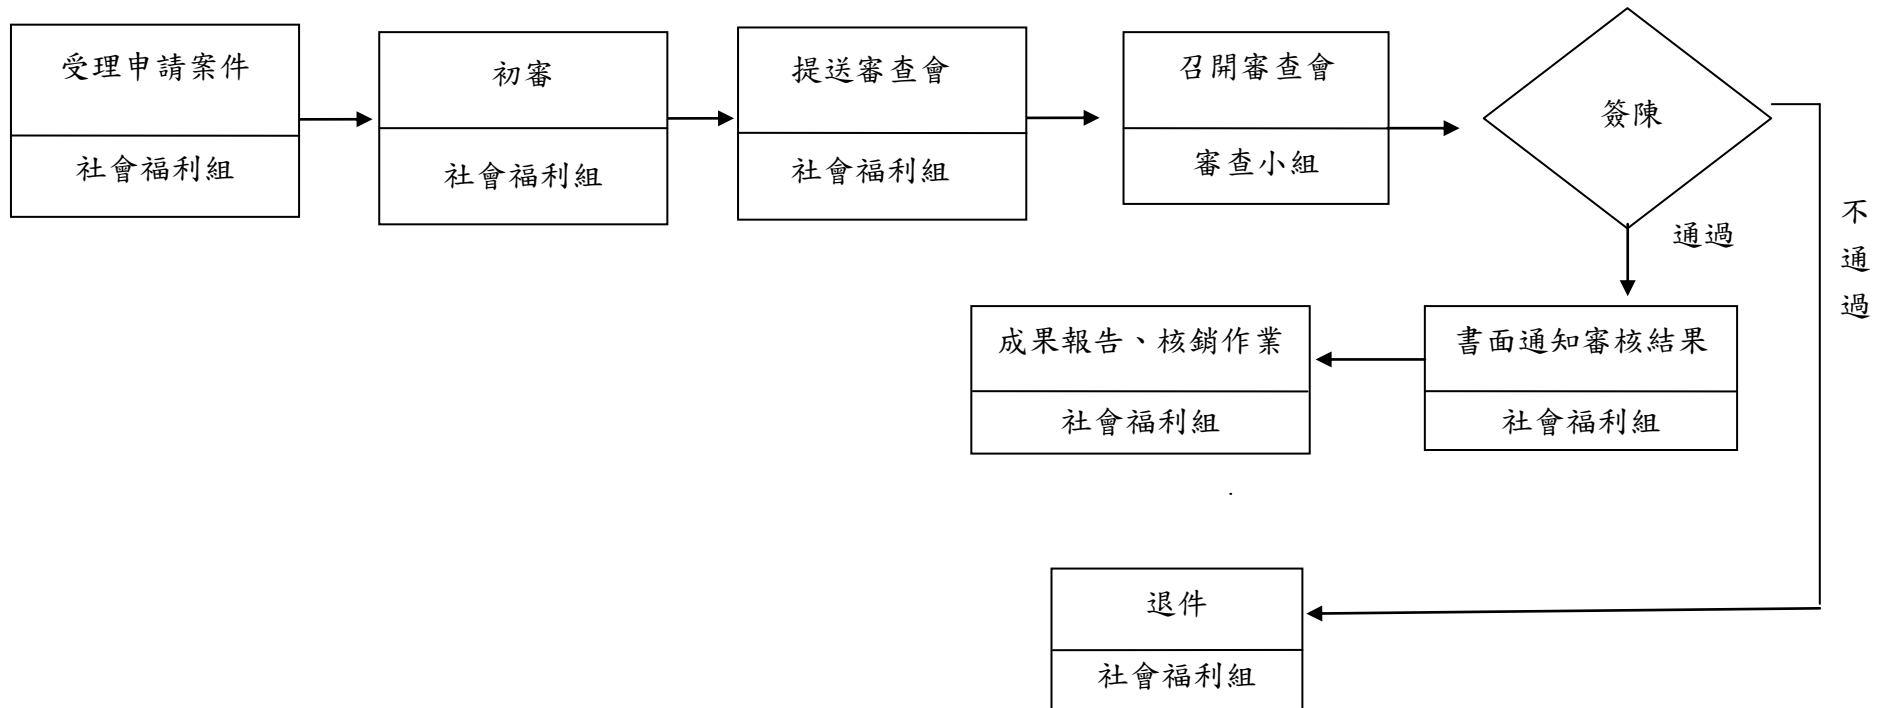 受理申請案件
社會福利組
初審
社會福利組
提送審查會
社會福利組
召開審查會
審查小組
簽陳
通過
不通過
書面通知審核結果
社會福利組
成果報告、核銷作業
社會福利組
退件
社會福利組